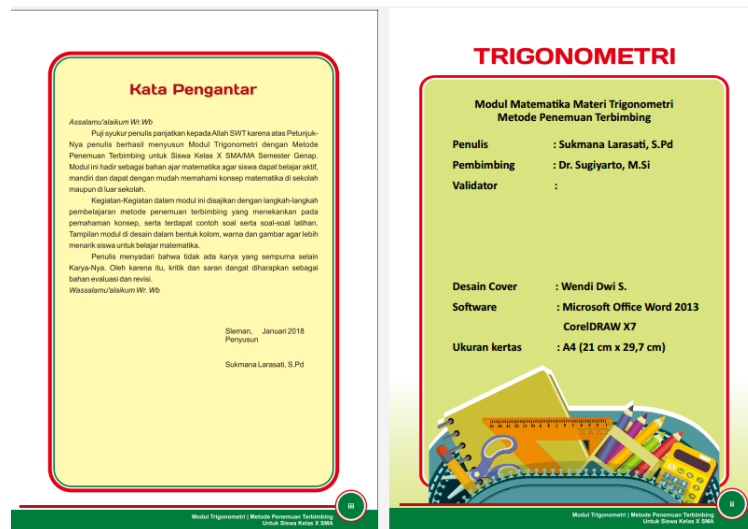 Kata Pengantar
Assalamu'alaikum Wr.Wb
Puji syukur penulis panjatkan kepada Allah SWT karena atas Petunjuk-
Nya penulis berhasil menyusun Modul Trigonometri dengan Metode
Penemuan Terbimbing untuk Siswa Kelas X SMA/MA Semester Genap.
Modul ini hadir sebagai bahan ajar matematika agar siswa dapat belajar aktif,
mandiri dan dapat dengan mudah memahami konsep matematika di sekolah
maupun di luar sekolah.
Kegiatan-Kegiatan dalam modul ini disajikan dengan langkah-langkah
pembelajaran metode penemuan terbimbing yang menekankan pada
pemahaman konsep, serta terdapat contoh soal serta soal-soal latihan.
Tampilan modul di desain dalam bentuk kolom, warna dan gambar agar lebih
menarik siswa untuk belajar matematika.
Penulis menyadari bahwa tidak ada karya yang sempurna selain
Karya-Nya. Oleh karena itu, kritik dan saran dangat diharapkan sebagai
bahan evaluasi dan revisi.
Wassalamu'alaikum Wr. Wb
Sleman, Januari 2018
Penyusun
Sukmana Larasati, S.Pd
Modul Trigonometri | Metode Penemuan Terbimbing
Untuk Siswa Kelas X SMA
iii
TRIGONOMETRI
Modul Matematika Materi Trigonometri
Metode Penemuan Terbimbing
Penulis : Sukmana Larasati, S.Pd
Pembimbing : Dr. Sugiyarto, M.Si
Validator :
Desain Cover : Wendi Dwi S.
Software : Microsoft Office Word 2013
CorelDRAW X7
Ukuran kertas : A4 (21 cm x 29,7 cm)
Modul Trigonometri | Metode Penemuan Terbimbing
Untuk Siswa Kelas X SMA
ii